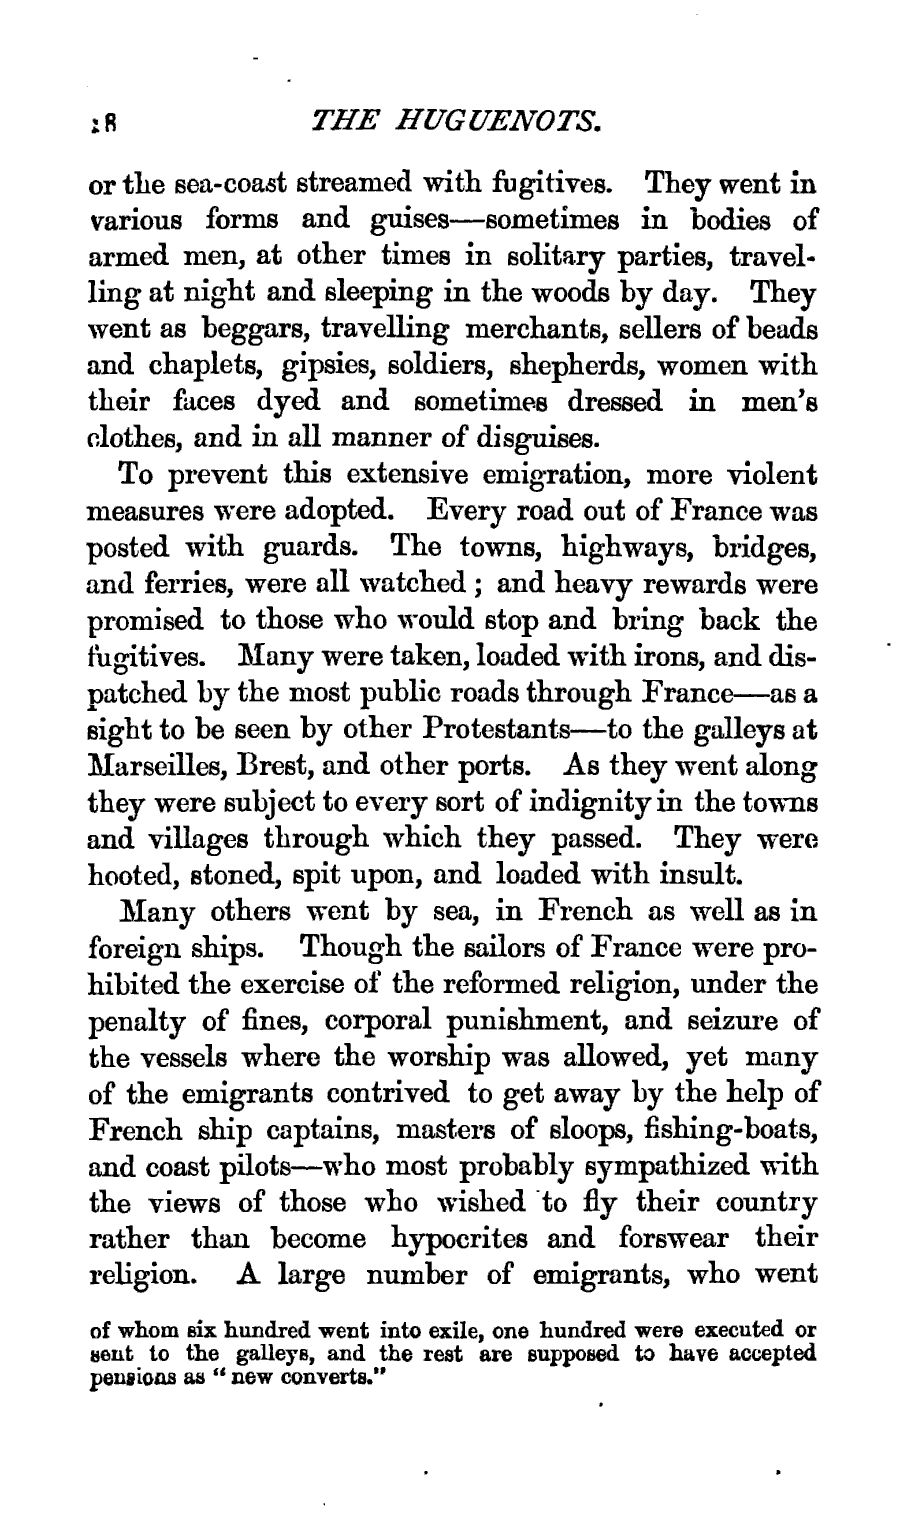 18 THE HUGUENOTS.
or the sea-coast streamed with fugitives. They went in
various forms and guises—sometimes in bodies of
armed men, at other times in solitary parties, travel-
ling at night and sleeping in the woods by day. They
went as beggars, travelling merchants, sellers of beads
and chaplets, gipsies, soldiers, shepherds, women with
their faces dyed and sometimes dressed in men's
clothes, and in all manner of disguises.
To prevent this extensive emigration, more violent
measures were adopted. Every road out of France was
posted with guards. The towns, highways, bridges,
and ferries, were all watched; and heavy rewards were
promised to those who would stop and bring back the
fugitives. Many were taken, loaded with irons, and dis-
patched by the most public roads through France—as a
sight to be seen by other Protestants—to the galleys at
Marseilles, Brest, and other ports. As they went along
they were subject to every sort of indignity in the towns
and villages through which they passed. They were
hooted, stoned, spit upon, and loaded with insult.
Many others went by sea, in French as well as in
foreign ships. Though the sailors of France were pro-
hibited the exercise of the reformed religion, under the
penalty of fines, corporal punishment, and seizure of
the vessels where the worship was allowed, yet many
of the emigrants contrived to get away by the help of
French ship captains, masters of sloops, fishing-boats,
and coast pilots—who most probably sympathized with
the views of those who wished to fly their country
rather than become hypocrites and forswear their
religion. A large number of emigrants, who went
of whom six hundred went into exile, one hundred were executed or
sent to the galleys, and the rest are supposed to have accepted
pensions as "new converts."